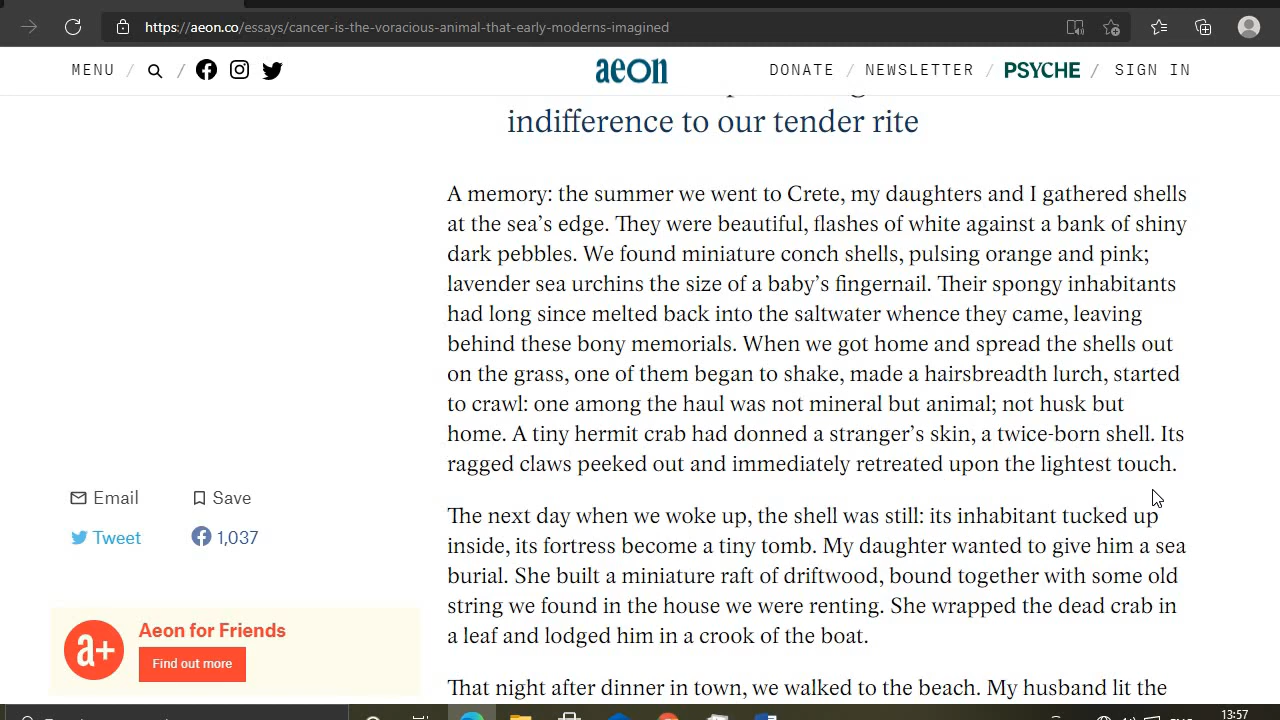 https://aeon.co/essays/cancer-is-the-voracious-animal-that-early-moderns-imagined
MENU / / aeon DONATE / NEWSLETTER / PSYCHE / SIGN IN
indifference to our tender rite
A memory: the summer we went to Crete, my daughters and I gathered shells
at the sea’s edge. They were beautiful, flashes of white against a bank of shiny
dark pebbles. We found miniature conch shells, pulsing orange and pink;
lavender sea urchins the size of a baby’s fingernail. Their spongy inhabitants
had long since melted back into the saltwater whence they came, leaving
behind these bony memorials. When we got home and spread the shells out
on the grass, one of them began to shake, made a hairsbreadth lurch, started
to crawl: one among the haul was not mineral but animal; not husk but
home. A tiny hermit crab had donned a stranger’s skin, a twice-born shell. Its
ragged claws peeked out and immediately retreated upon the lightest touch.
Email Save
Tweet 1,037
The next day when we woke up, the shell was still: its inhabitant tucked up
inside, its fortress become a tiny tomb. My daughter wanted to give him a sea
burial. She built a miniature raft of driftwood, bound together with some old
string we found in the house we were renting. She wrapped the dead crab in
a leaf and lodged him in a crook of the boat.
a+ Aeon for Friends
Find out more
That night after dinner in town, we walked to the beach. My husband lit the
13:57